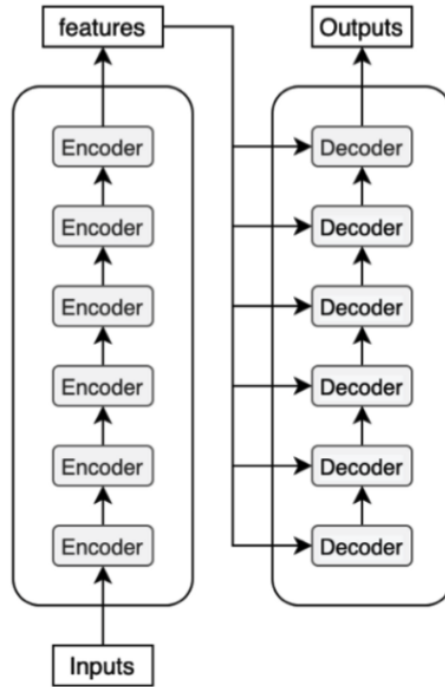 features
Outputs
Encoder
Decoder
Encoder
Decoder
Encoder
Decoder
Encoder
Decoder
Encoder
Decoder
Encoder
Decoder
Inputs